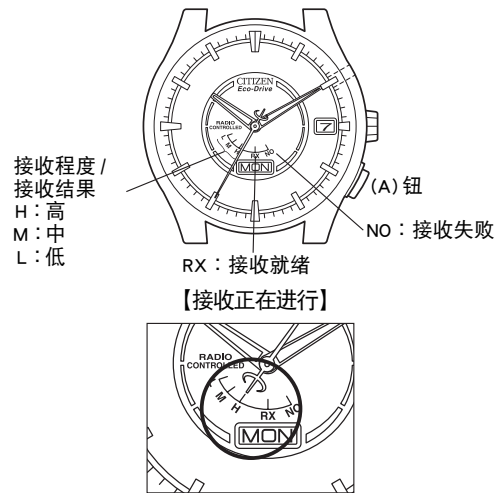 CITIZEN
Eco-Drive
RADIO
CONTROLLED
L M H RX NO
7
MON
接收程度/
接收结果
H：高
M：中
L：低
(A) 钮
NO：接收失败
RX：接收就绪
【接收正在进行】
RADIO
CONTROLLED
M H RX NO
MON